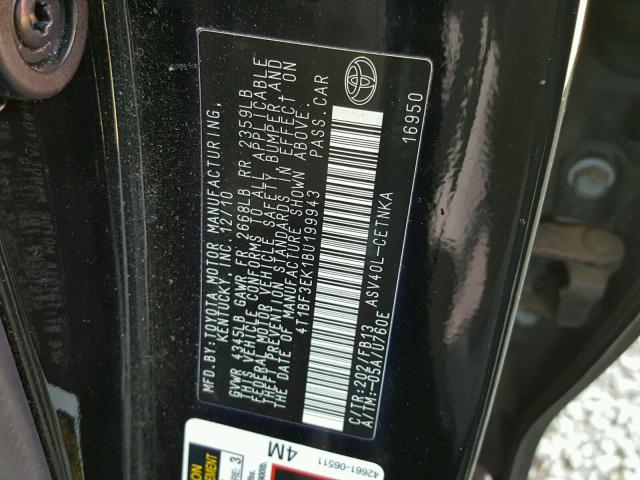 MFD. BY: TOYOTA MOTOR MANUFACTURING,
KENTUCKY, INC. 12/10
GVWR 4345LB GAWR FR 2668LB RR 2359LB
THIS VEHICLE CONFORMS TO ALL APPLICABLE
FEDERAL MOTOR VEHICLE SAFETY, BUMPER, AND
THEFT PREVENTION STANDARDS IN EFFECT ON
THE DATE OF MANUFACTURE SHOWN ABOVE.
4T1BF3EK1BU199943 PASS. CAR
C/TR:202/FB13 ASV40L-CETNKA
A/TM:-05A/U760E
16950
4M
42661-06511